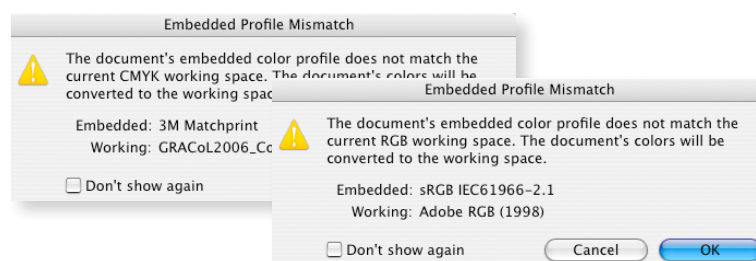 Embedded Profile Mismatch
The document's embedded color profile does not match the
current CMYK working space. The document's colors will be
converted to the working
Embedded: 3M Matchprint
Working: GRACoL2006_Co
Don't show again
Embedded Profile Mismatch
The document's embedded color profile does not match the
current RGB working space. The document's colors will be
converted to the working space.
Embedded: sRGB IEC61966-2.1
Working: Adobe RGB (1998)
Don't show again
Cancel
OK